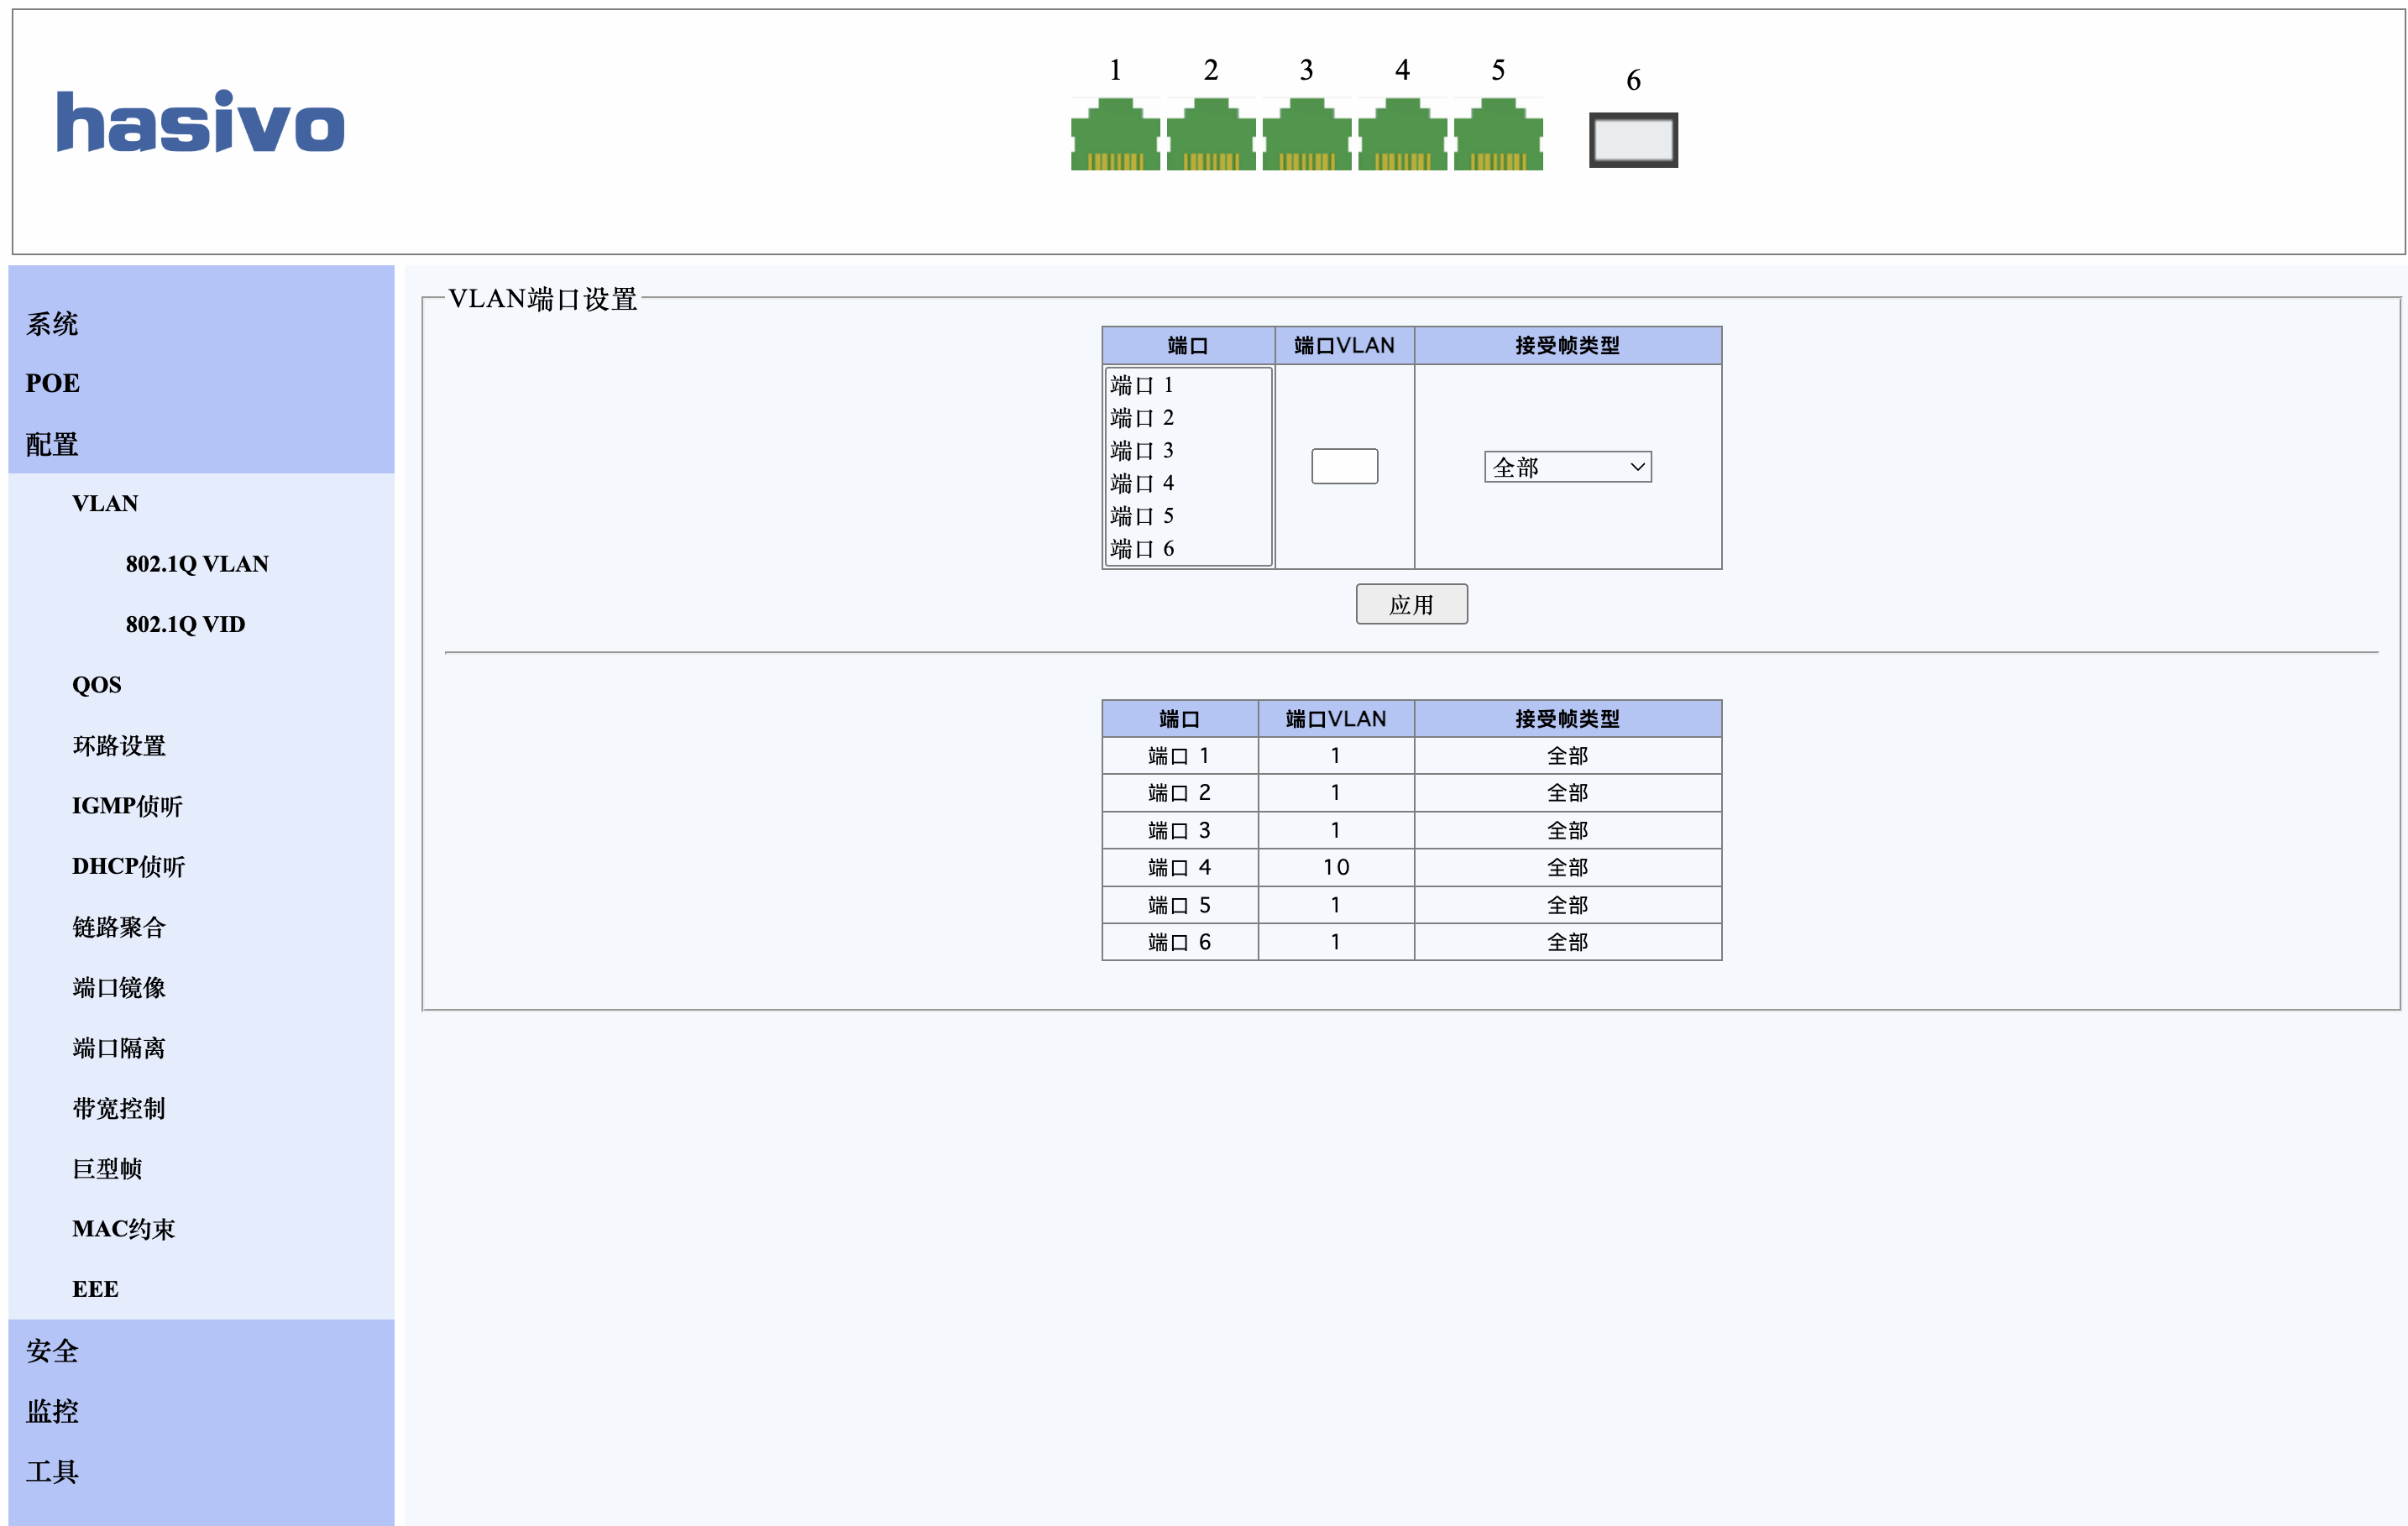 1 2 3 4 5 6
hasivo
系统
POE
配置
VLAN
802.1Q VLAN
802.1Q VID
QOS
环路设置
IGMP侦听
DHCP侦听
链路聚合
端口镜像
端口隔离
带宽控制
巨型帧
MAC约束
EEE
安全
监控
工具
VLAN端口设置
端口 端口VLAN 接受帧类型
端口 1
端口 2
端口 3
端口 4
端口 5
端口 6
全部
应用
端口 端口VLAN 接受帧类型
端口 1 1 全部
端口 2 1 全部
端口 3 1 全部
端口 4 10 全部
端口 5 1 全部
端口 6 1 全部